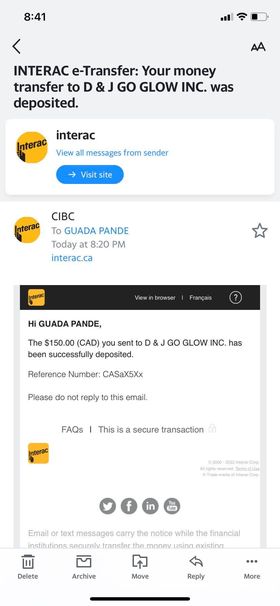 8:41
AA
INTERAC e-Transfer: Your money
transfer to D & J GO GLOW INC. was
deposited.
Interac
interac
View all messages from sender
→ Visit site
Interac
CIBC
To GUADA PANDE
Today at 8:20 PM
interac.ca
Interac
View in browser | Français ?
Hi GUADA PANDE,
The $150.00 (CAD) you sent to D & J GO GLOW INC. has
been successfully deposited.
Reference Number: CASaX5Xx
Please do not reply to this email.
FAQs | This is a secure transaction
Interac
© 2000 - 2022 Interac Corp.
All rights reserved. Terms of Use
® Trade-marks of Interac Corp.
You Tube
Email or text messages carry the notice while the financial
institutions securely transfer the money using existing
Delete Archive Move Reply More